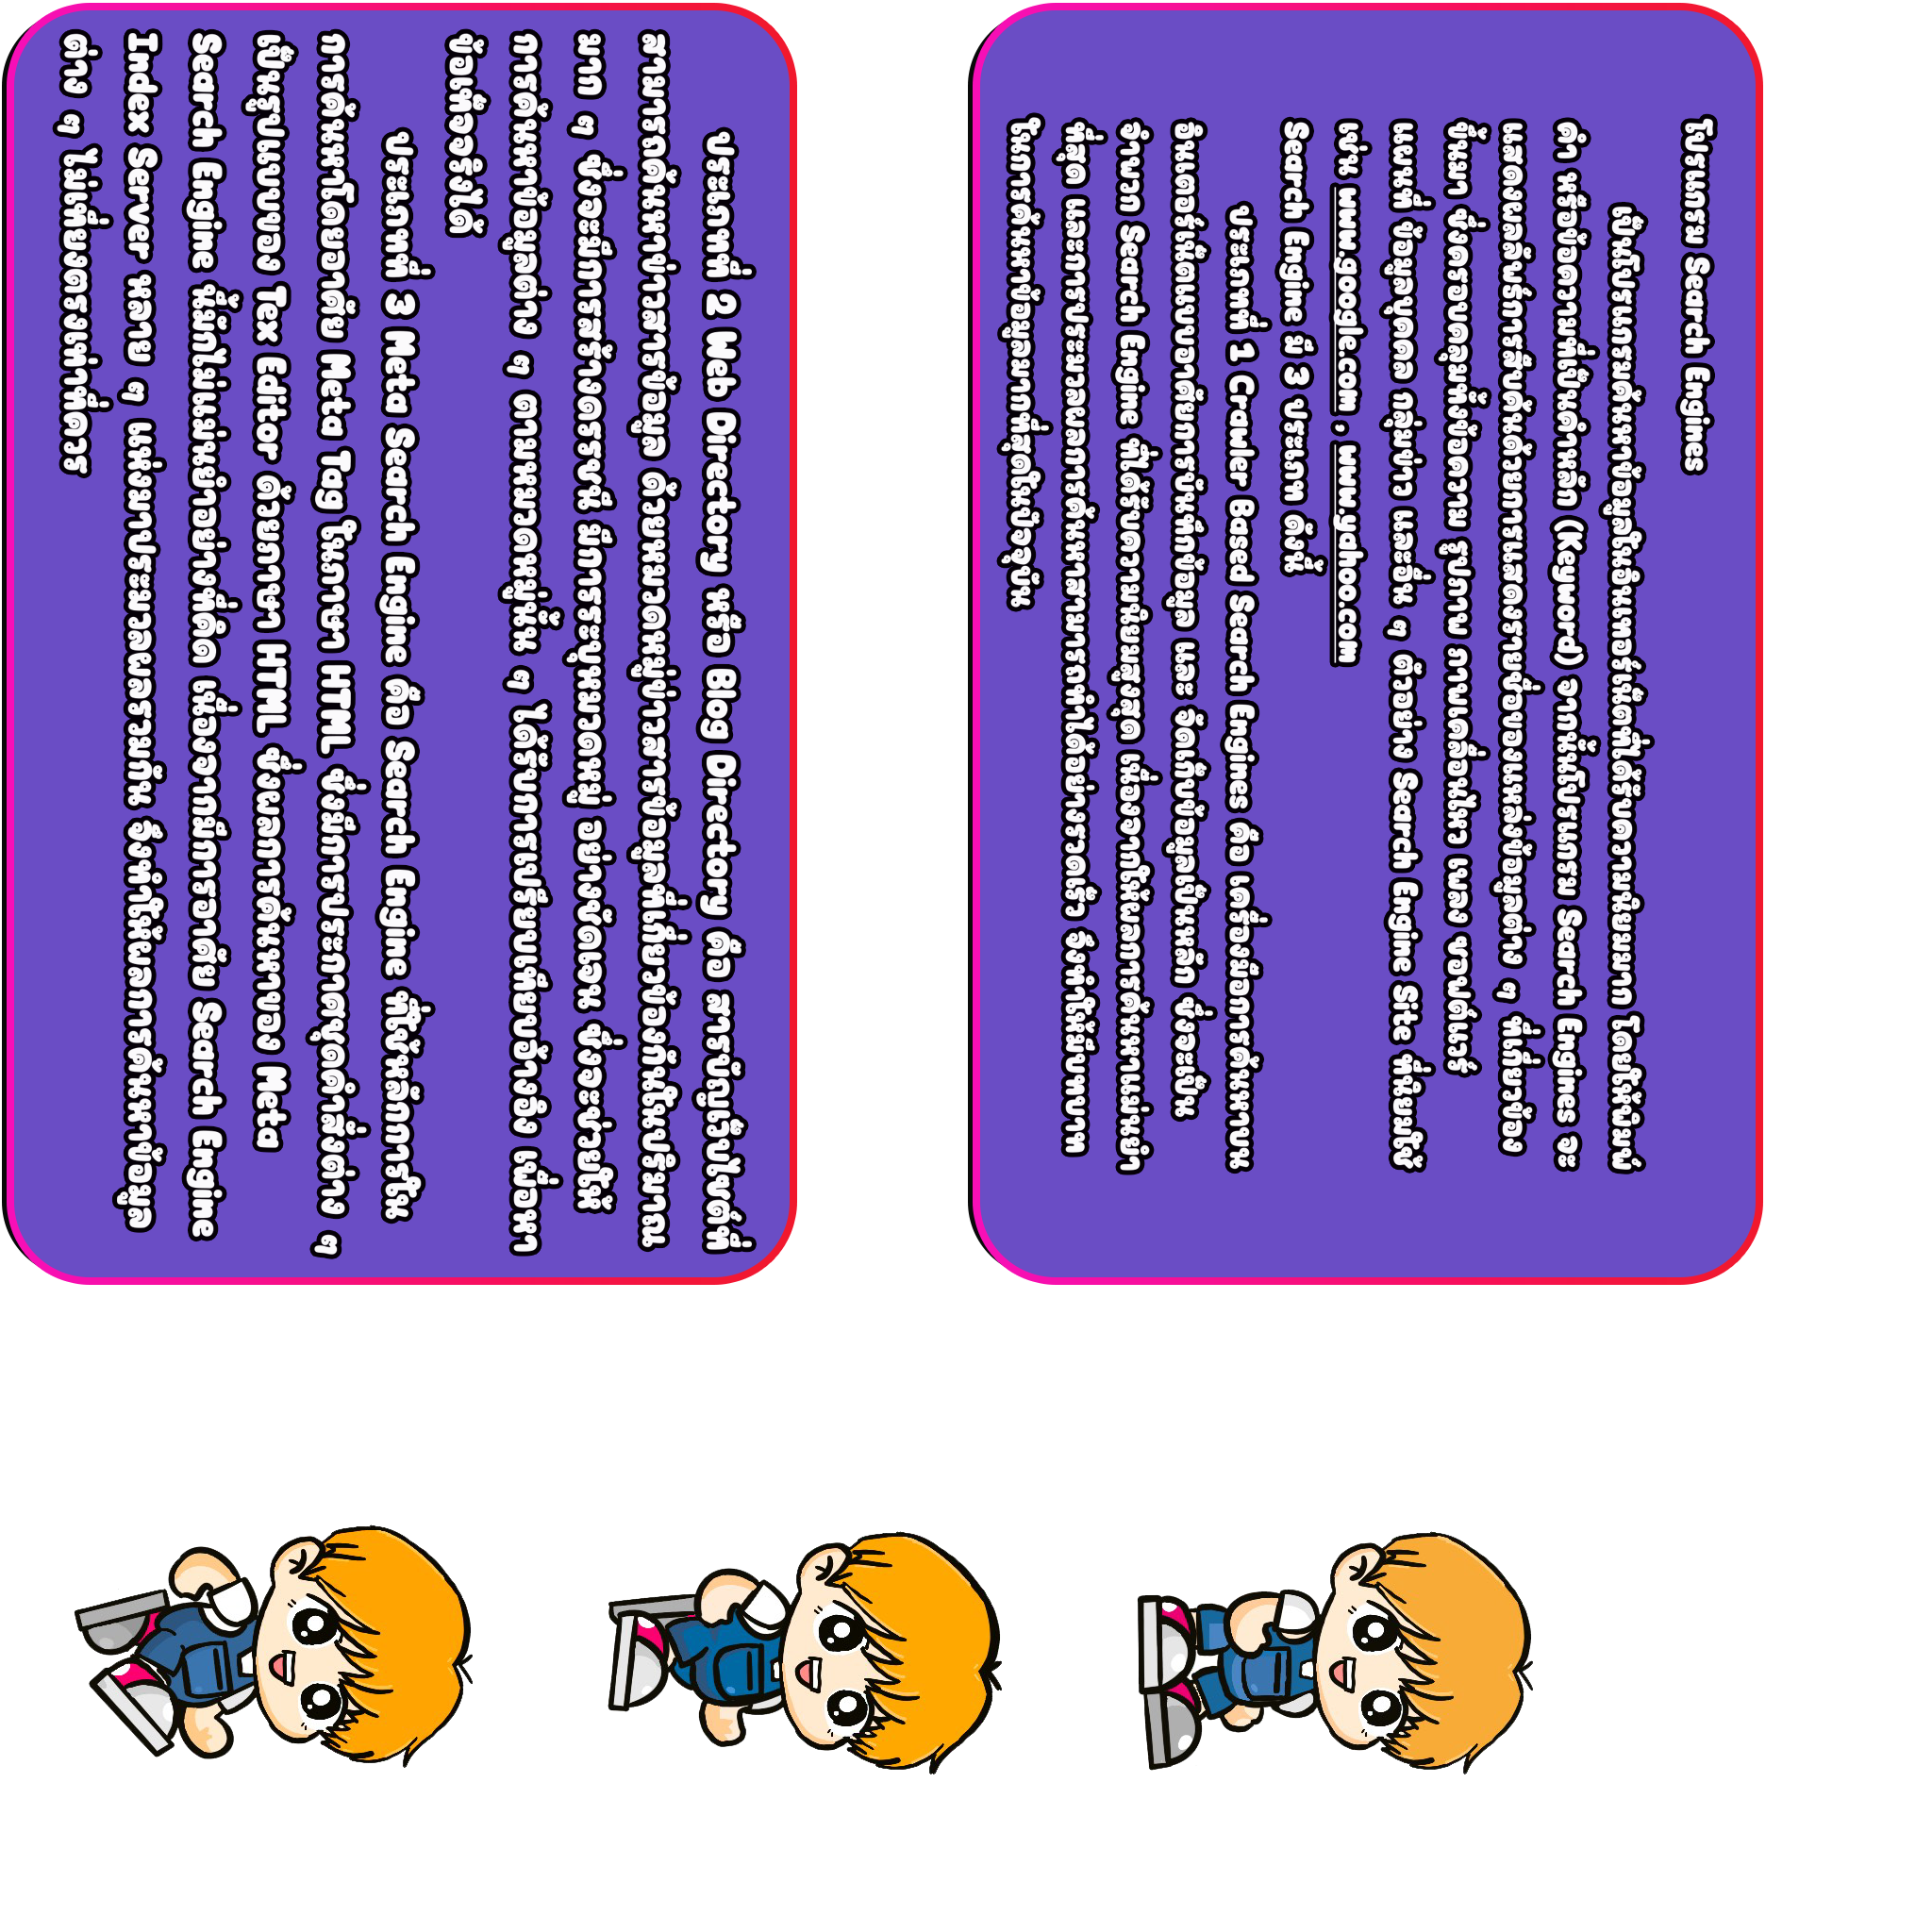 โปรแกรม Search Engines
เป็นโปรแกรมค้นหาข้อมูลในอินเทอร์เน็ตที่ได้รับความนิยมมาก โดยให้พิมพ์
คำ หรือข้อความที่เป็นคำหลัก (Keyword) จากนั้นโปรแกรม Search Engines จะ
แสดงผลลัพธ์การสืบค้นด้วยการแสดงรายชื่อของแหล่งข้อมูลต่าง ๆ ที่เกี่ยวข้อง
ขึ้นมา ซึ่งครอบคลุมทั้งข้อความ รูปภาพ ภาพเคลื่อนไหว เพลง ซอฟต์แวร์
แผนที่ ข้อมูลบุคคล กลุ่มข่าว และอื่น ๆ ตัวอย่าง Search Engine Site ที่นิยมใช้
เช่น www.google.com , www.yahoo.com
Search Engine มี 3 ประเภท ดังนี้
ประเภทที่ 1 Crawler Based Search Engines คือ เครื่องมือการค้นหาบน
อินเตอร์เน็ตแบบอาศัยการบันทึกข้อมูล และ จัดเก็บข้อมูลเป็นหลัก ซึ่งจะเป็น
จำพวก Search Engine ที่ได้รับความนิยมสูงสุด เนื่องจากให้ผลการค้นหาแม่นยำ
ที่สุด และการประมวลผลการค้นหาสามารถทำได้อย่างรวดเร็ว จึงทำให้มีบทบาท
ในการค้นหาข้อมูลมากที่สุดในปัจจุบัน
ประเภทที่ 2 Web Directory หรือ Blog Directory คือ สารบัญเว็บไซต์ที่
สามารถค้นหาข่าวสารข้อมูล ด้วยหมวดหมู่ข่าวสารข้อมูลที่เกี่ยวข้องกันในปริมาณ
มาก ๆ ซึ่งจะมีการสร้างดรรชนี มีการระบุหมวดหมู่ อย่างชัดเจน ซึ่งจะช่วยให้
การค้นหาข้อมูลต่าง ๆ ตามหมวดหมู่นั้น ๆ ได้รับการเปรียบเทียบอ้างอิง เพื่อหา
ข้อเท็จจริงได้
ประเภทที่ 3 Meta Search Engine คือ Search Engine ที่ใช้หลักการใน
การค้นหาโดยอาศัย Meta Tag ในภาษา HTML ซึ่งมีการประกาศชุดคำสั่งต่าง ๆ
เป็นรูปแบบของ Tex Editor ด้วยภาษา HTML ซึ่งผลการค้นหาของ Meta
Search Engine นี้มักไม่แม่นยำอย่างที่คิด เนื่องจากมีการอาศัย Search Engine
Index Server หลาย ๆ แห่งมาประมวลผลรวมกัน จึงทำให้ผลการค้นหาข้อมูล
ต่าง ๆ ไม่เที่ยงตรงเท่าที่ควร